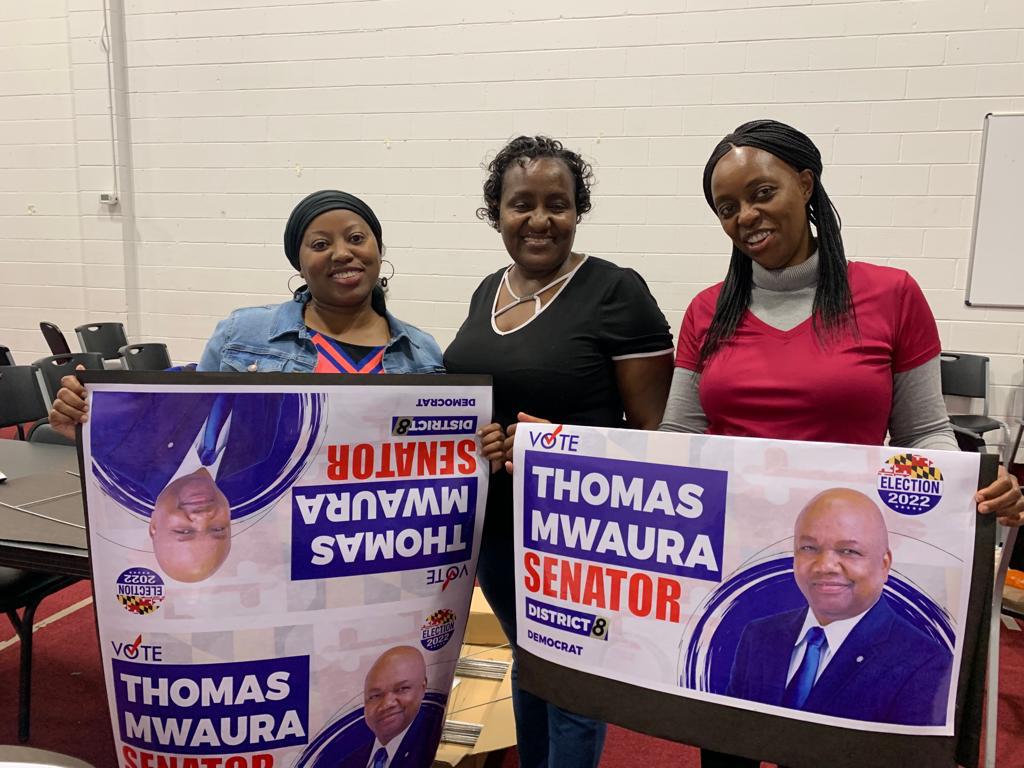 DEMOCRAT
DISTRICT 8
SENATOR
MWAURA
THOMAS
VOTE
ELECTION
2022
VOTE
ELECTION
2022
THOMAS
MWAURA
SENATOR
VOTE
THOMAS
MWAURA
SENATOR
DISTRICT 8
DEMOCRAT
ELECTION
2022